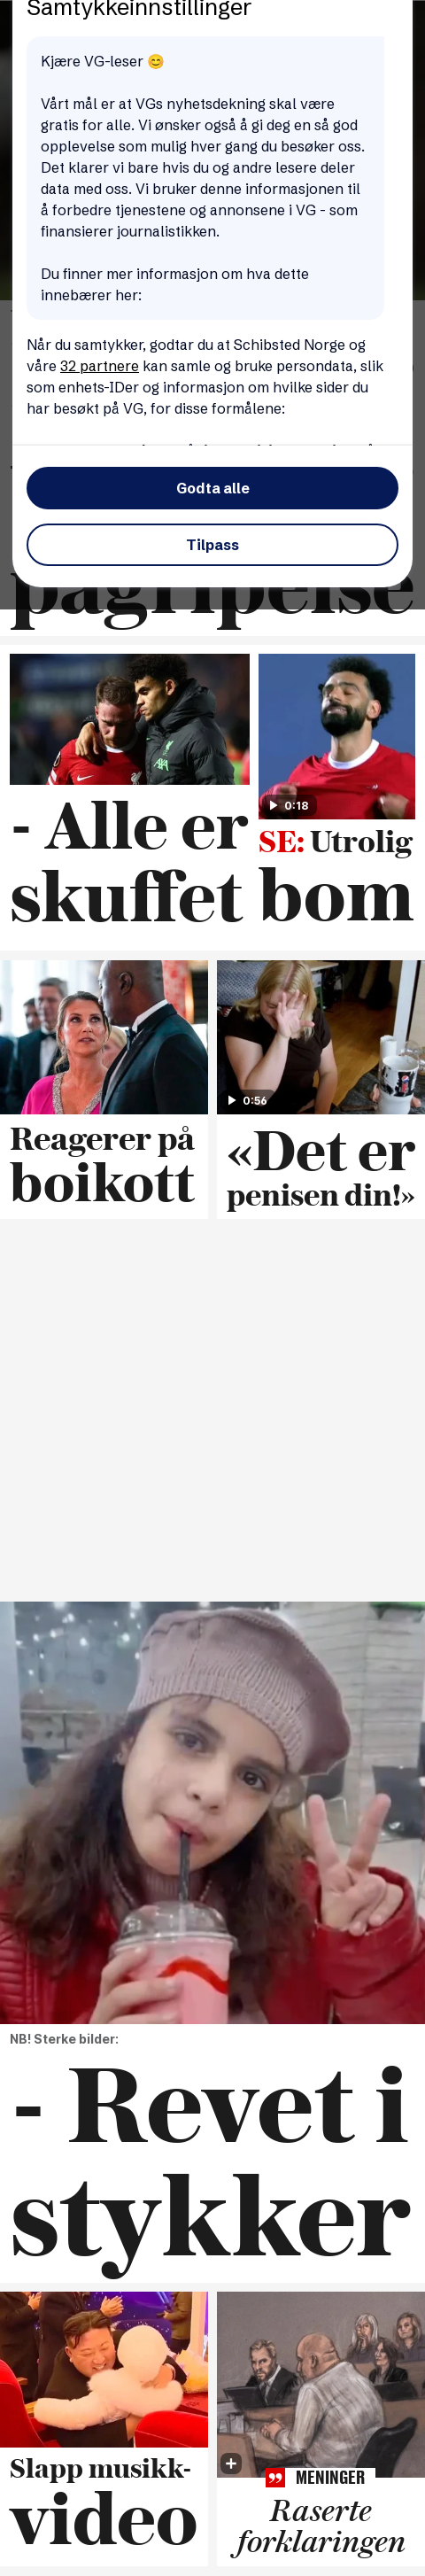 Samtykkeinnstillinger
Kjære VG-leser 😊
Vårt mål er at VGs nyhetsdekning skal være
gratis for alle. Vi ønsker også å gi deg en så god
opplevelse som mulig hver gang du besøker oss.
Det klarer vi bare hvis du og andre lesere deler
data med oss. Vi bruker denne informasjonen til
å forbedre tjenestene og annonsene i VG - som
finansierer journalistikken.
Du finner mer informasjon om hva dette
innebærer her:
Når du samtykker, godtar du at Schibsted Norge og
våre 32 partnere kan samle og bruke persondata, slik
som enhets-IDer og informasjon om hvilke sider du
har besøkt på VG, for disse formålene:
Godta alle
Tilpass
pågripelse
0:18
- Alle er
skuffet
SE: Utrolig
bom
0:56
Reagerer på
boikott
«Det er
penisen din!»
NB! Sterke bilder:
- Revet i
stykker
Slapp musikk-
video
MENINGER
Raserte
forklaringen